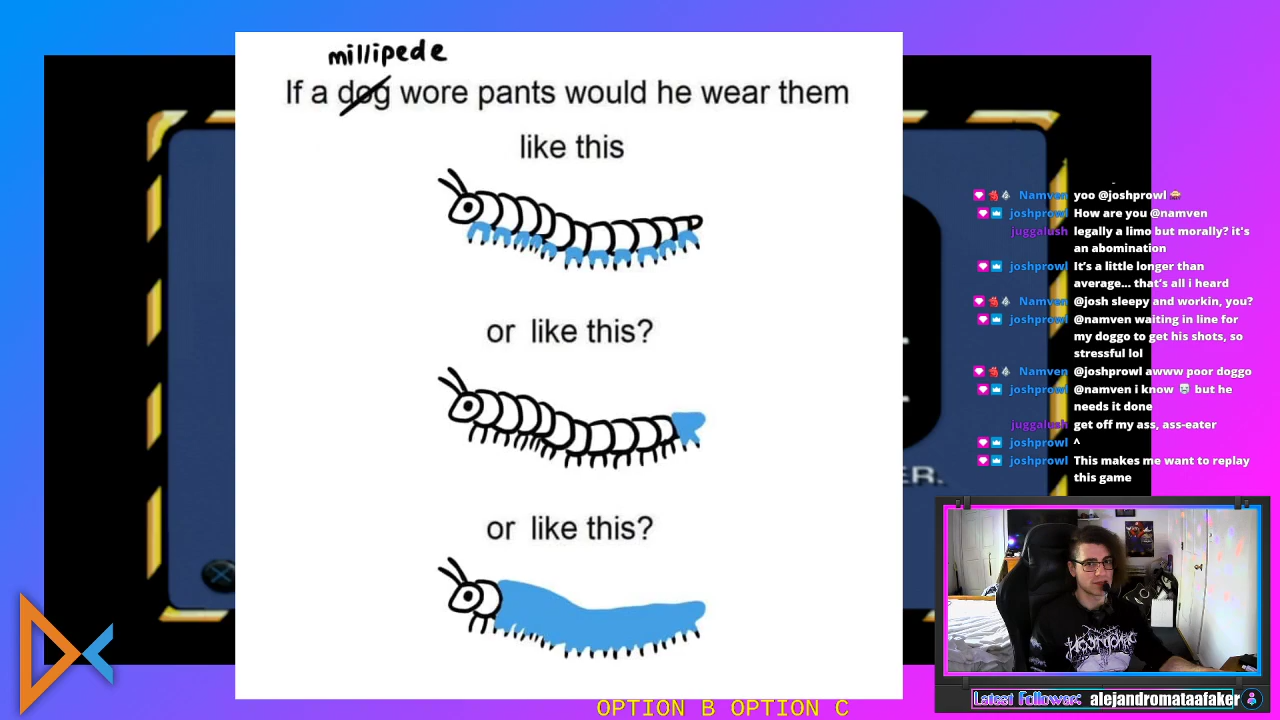 millipede
If a dog wore pants would he wear them
like this
or like this?
or like this?
ER.
Namven yoo @joshprowl
joshprowl How are you @namven
juggalush legally a limo but morally? it's
an abomination
joshprowl It's a little longer than
average... that's all i heard
Namven @josh sleepy and workin, you?
joshprowl @namven waiting in line for
my doggo to get his shots, so
stressful lol
Namven @joshprowl awww poor doggo
joshprowl @namven i know but he
needs it done
juggalush get off my ass, ass-eater
joshprowl ^
joshprowl This makes me want to replay
this game
Latest Follower: alejandromataafaker
OPTION B OPTION C